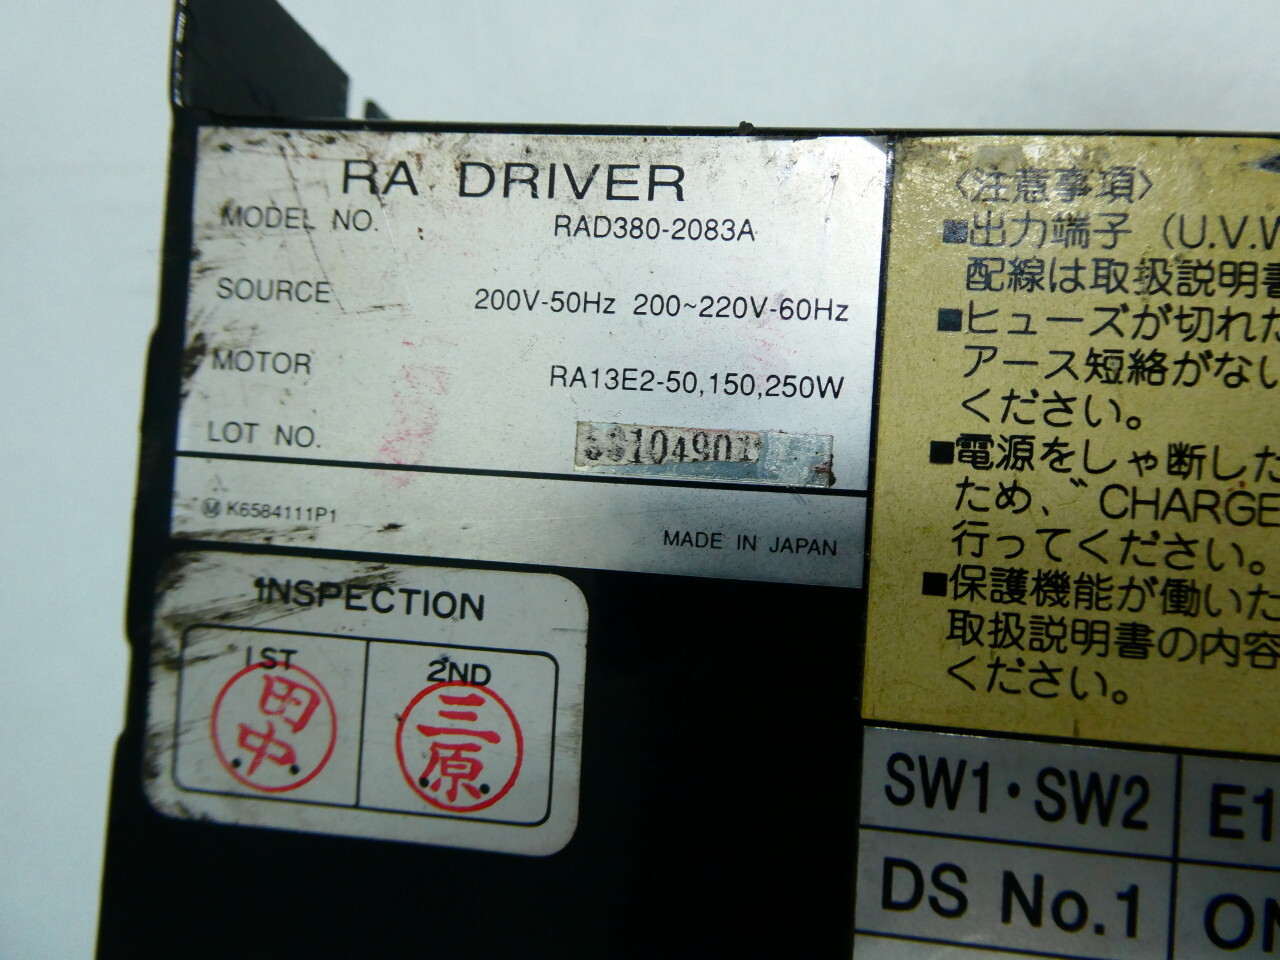 RA DRIVER
MODEL NO. RAD380-2083A
SOURCE 200V-50Hz 200~220V-60Hz
MOTOR RA13E2-50,150,250W
LOT NO.
Ⓜ K6584111P1
MADE IN JAPAN
INSPECTION
1ST 2ND
田中 三原
〈注意事項〉
■出力端子（U.V.W
配線は取扱説明書
■ヒューズが切れた
アース短絡がない
ください。
■電源をしゃ断した
ため、〝CHARGE
行ってください。
■保護機能が働いた
取扱説明書の内容
ください。
SW1・SW2 E1
DS No.1 ON